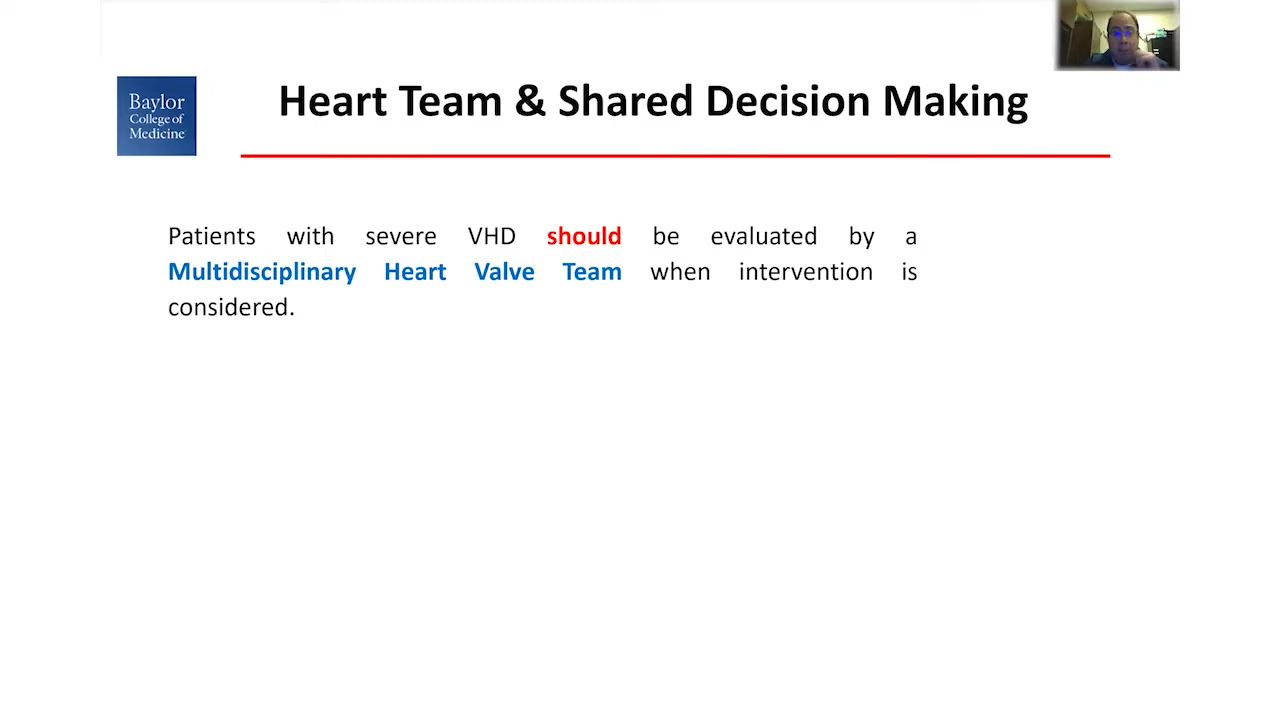 Baylor
College of
Medicine
Heart Team & Shared Decision Making
Patients with severe VHD should be evaluated by a
Multidisciplinary Heart Valve Team when intervention is
considered.